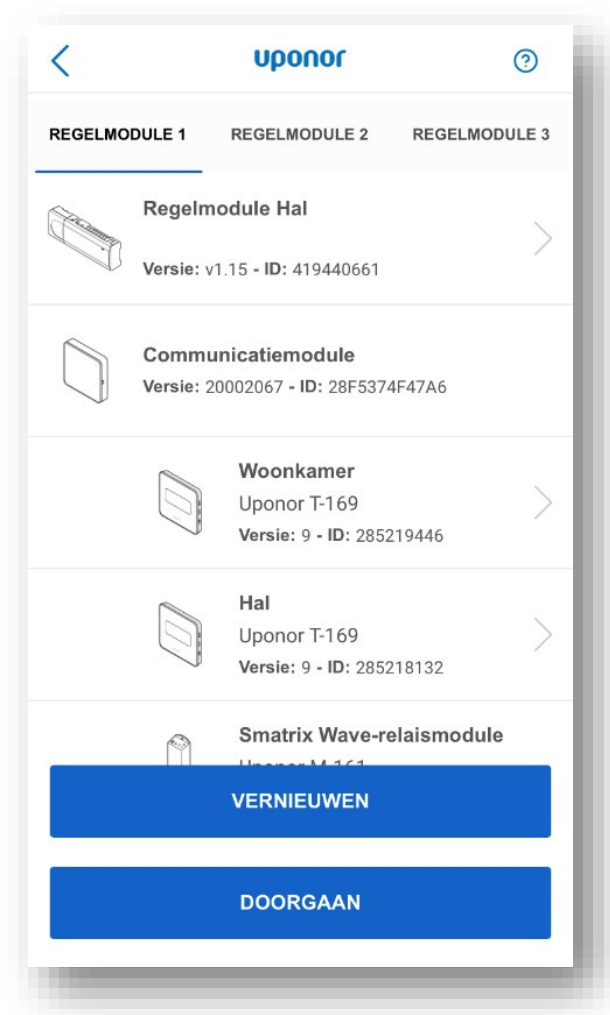 uponor
REGELMODULE 1 REGELMODULE 2 REGELMODULE 3
Regelmodule Hal
Versie: v1.15 - ID: 419440661
Communicatiemodule
Versie: 20002067 - ID: 28F5374F47A6
Woonkamer
Uponor T-169
Versie: 9 - ID: 285219446
Hal
Uponor T-169
Versie: 9 - ID: 285218132
Smatrix Wave-relaismodule
Uponor M-161
VERNIEUWEN
DOORGAAN